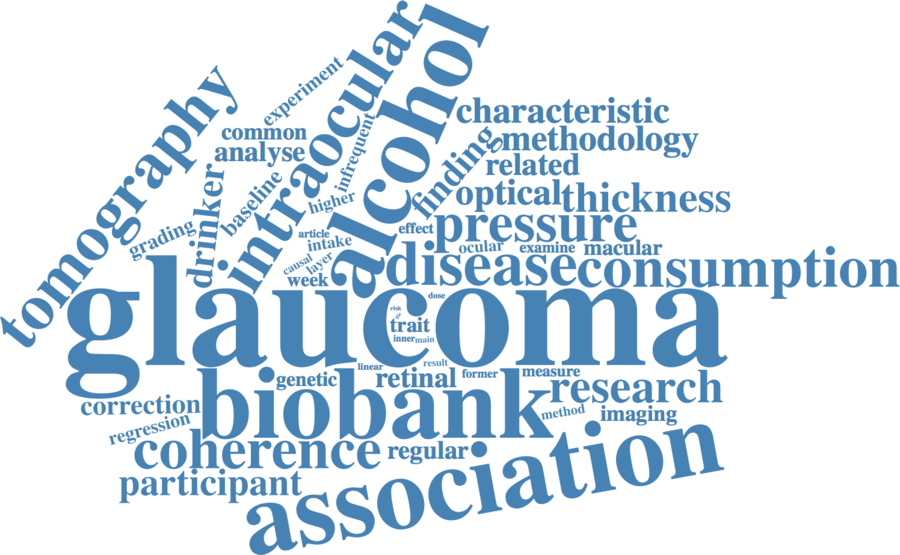 experiment
intraocular
alcohol
tomography
common
analyse
infrequent
characteristic
finding
methodology
related
drinker
baseline
higher
optical
thickness
grading
article
intake
effect
pressure
ocular
examine
macular
causal
layer
week
disease
consumption
glaucoma
dose
risk
trait
inner
main
linear
result
genetic
retinal
former
measure
biobank
research
correction
regression
method
imaging
coherence
regular
association
participant